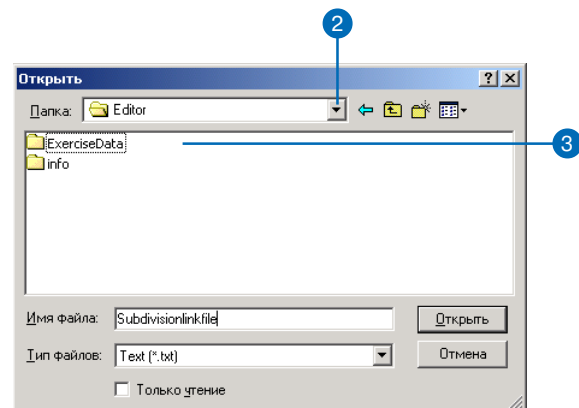 2
Открыть
Папка: Editor
ExerciseData
3
info
Имя файла: Subdivisionlinkfile Открыть
Тип файлов: Text (*.txt) Отмена
Только чтение